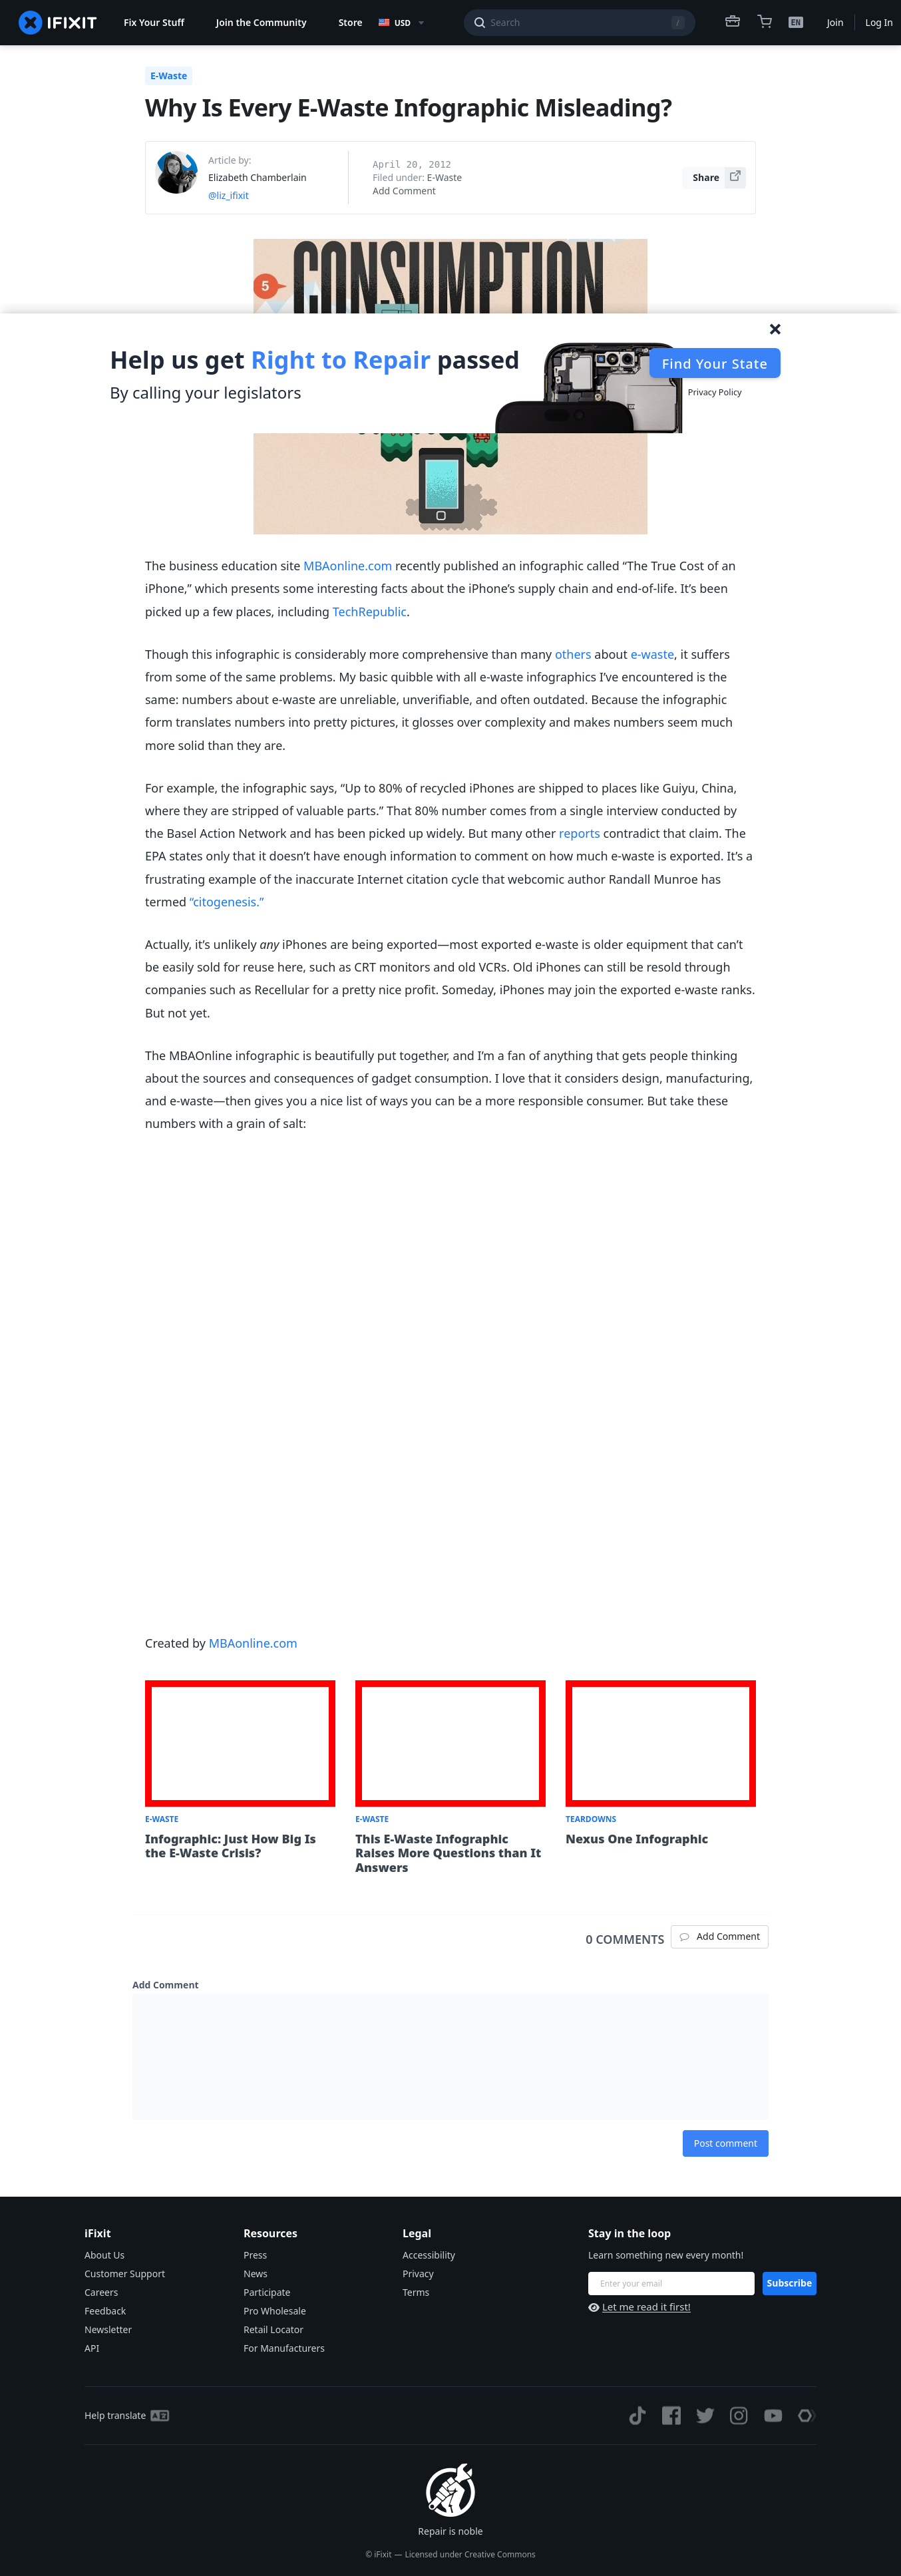 IFIXIT
Fix Your Stuff
Join the Community
Store
USD
Search
/
EN
Join
Log In
E-Waste
Why Is Every E-Waste Infographic Misleading?
Article by:
Elizabeth Chamberlain
@liz_ifixit
April 20, 2012
Filed under: E-Waste
Add Comment
Share
CONSUMPTION
5
Help us get Right to Repair passed
By calling your legislators
Find Your State
Privacy Policy
The business education site MBAonline.com recently published an infographic called “The True Cost of an
iPhone,” which presents some interesting facts about the iPhone’s supply chain and end-of-life. It’s been
picked up a few places, including TechRepublic.
Though this infographic is considerably more comprehensive than many others about e-waste, it suffers
from some of the same problems. My basic quibble with all e-waste infographics I’ve encountered is the
same: numbers about e-waste are unreliable, unverifiable, and often outdated. Because the infographic
form translates numbers into pretty pictures, it glosses over complexity and makes numbers seem much
more solid than they are.
For example, the infographic says, “Up to 80% of recycled iPhones are shipped to places like Guiyu, China,
where they are stripped of valuable parts.” That 80% number comes from a single interview conducted by
the Basel Action Network and has been picked up widely. But many other reports contradict that claim. The
EPA states only that it doesn’t have enough information to comment on how much e-waste is exported. It’s a
frustrating example of the inaccurate Internet citation cycle that webcomic author Randall Munroe has
termed “citogenesis.”
Actually, it’s unlikely any iPhones are being exported—most exported e-waste is older equipment that can’t
be easily sold for reuse here, such as CRT monitors and old VCRs. Old iPhones can still be resold through
companies such as Recellular for a pretty nice profit. Someday, iPhones may join the exported e-waste ranks.
But not yet.
The MBAOnline infographic is beautifully put together, and I’m a fan of anything that gets people thinking
about the sources and consequences of gadget consumption. I love that it considers design, manufacturing,
and e-waste—then gives you a nice list of ways you can be a more responsible consumer. But take these
numbers with a grain of salt:
Created by MBAonline.com
E-WASTE
Infographic: Just How Big Is
the E-Waste Crisis?
E-WASTE
This E-Waste Infographic
Raises More Questions than It
Answers
TEARDOWNS
Nexus One Infographic
0 COMMENTS
Add Comment
Add Comment
Post comment
iFixit
About Us
Customer Support
Careers
Feedback
Newsletter
API
Resources
Press
News
Participate
Pro Wholesale
Retail Locator
For Manufacturers
Legal
Accessibility
Privacy
Terms
Stay in the loop
Learn something new every month!
Enter your email
Subscribe
Let me read it first!
Help translate
Repair is noble
© iFixit — Licensed under Creative Commons